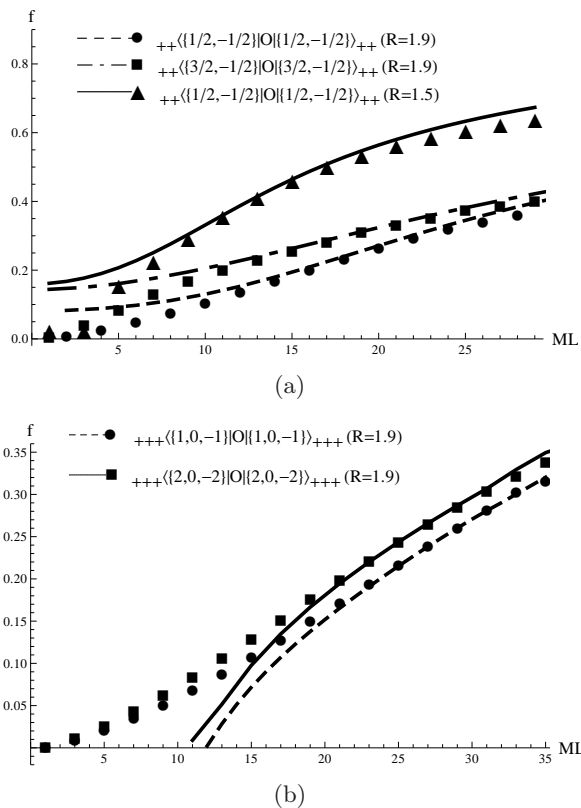 f
++⟨{1/2,−1/2}|O|{1/2,−1/2}⟩++ (R=1.9)
++⟨{3/2,−1/2}|O|{3/2,−1/2}⟩++ (R=1.9)
++⟨{1/2,−1/2}|O|{1/2,−1/2}⟩++ (R=1.5)
0.8
0.6
0.4
0.2
0.0
5 10 15 20 25 ML
(a)
f
+++⟨{1,0,−1}|O|{1,0,−1}⟩+++ (R=1.9)
+++⟨{2,0,−2}|O|{2,0,−2}⟩+++ (R=1.9)
0.35
0.30
0.25
0.20
0.15
0.10
0.05
5 10 15 20 25 30 35 ML
(b)